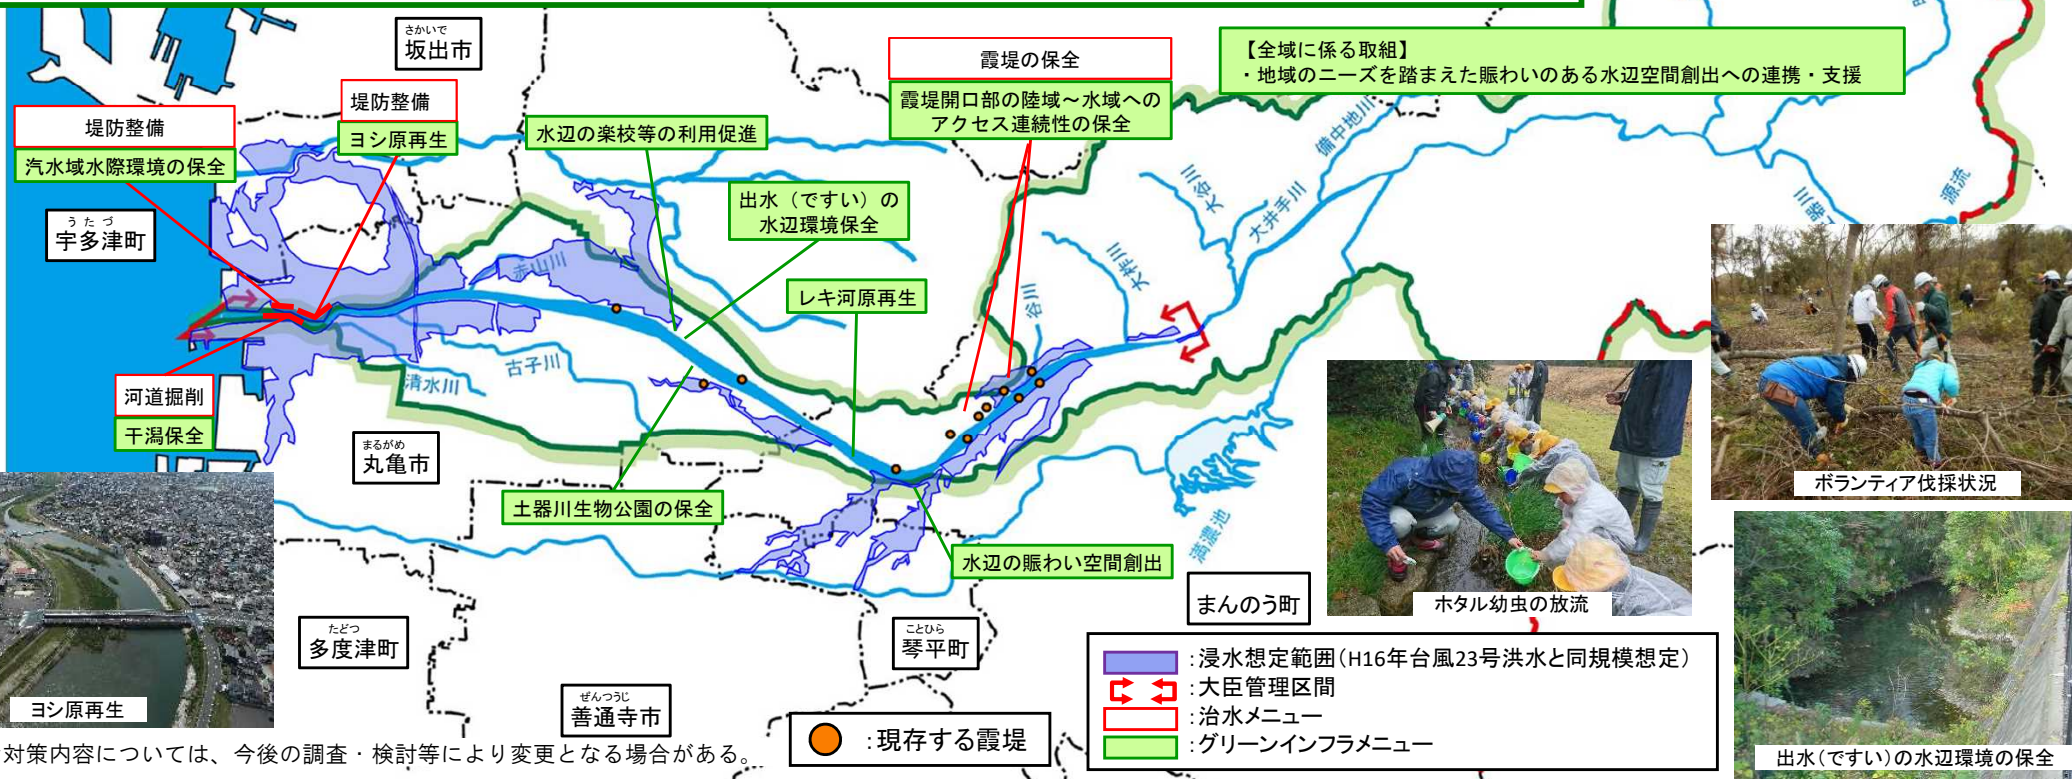 さかいで
坂出市
霞堤の保全
霞堤開口部の陸域～水域への
アクセス連続性の保全
【全域に係る取組】
・地域のニーズを踏まえた賑わいのある水辺空間創出への連携・支援
堤防整備
汽水域水際環境の保全
堤防整備
ヨシ原再生
水辺の楽校等の利用促進
出水（ですい）の
水辺環境保全
レキ河原再生
うたづ
宇多津町
赤山川
古子川
清水川
谷川
大柞川
大谷川
大井手川
備中地川
源流
満濃池
河道掘削
干潟保全
まるがめ
丸亀市
土器川生物公園の保全
水辺の賑わい空間創出
まんのう町
たどつ
多度津町
ことひら
琴平町
ぜんつうじ
善通寺市
ヨシ原再生
ホタル幼虫の放流
ボランティア伐採状況
出水（ですい）の水辺環境の保全
：現存する霞堤
：浸水想定範囲（H16年台風23号洪水と同規模想定）
：大臣管理区間
：治水メニュー
：グリーンインフラメニュー
対策内容については、今後の調査・検討等により変更となる場合がある。